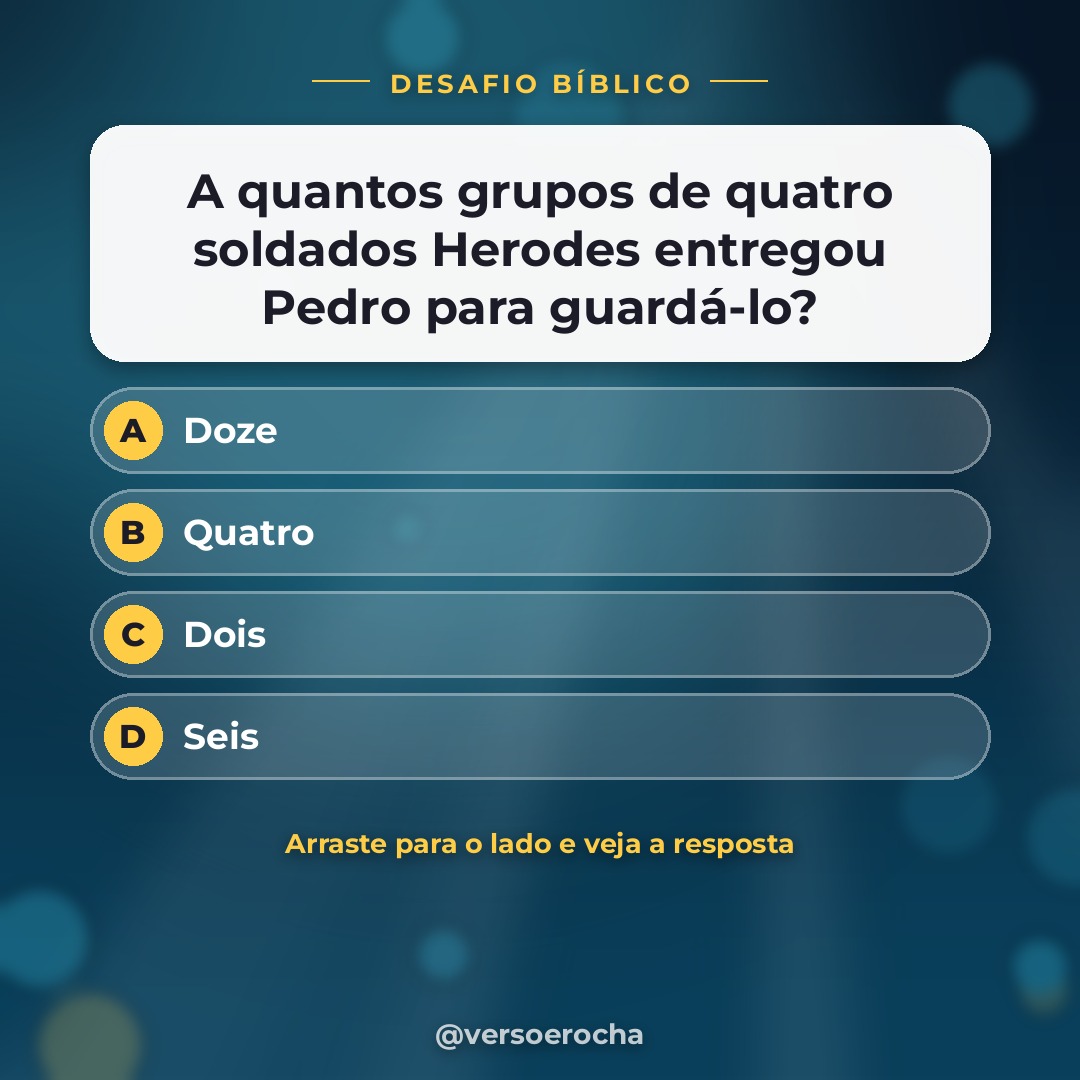 DESAFIO BÍBLICO
A quantos grupos de quatro
soldados Herodes entregou
Pedro para guardá-lo?
A Doze
B Quatro
C Dois
D Seis
Arraste para o lado e veja a resposta
@versoerocha